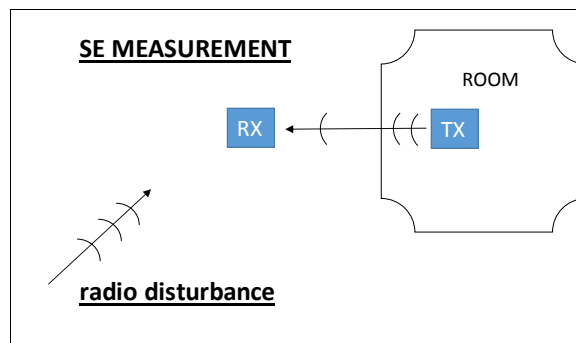 SE MEASUREMENT
ROOM
RX
TX
radio disturbance